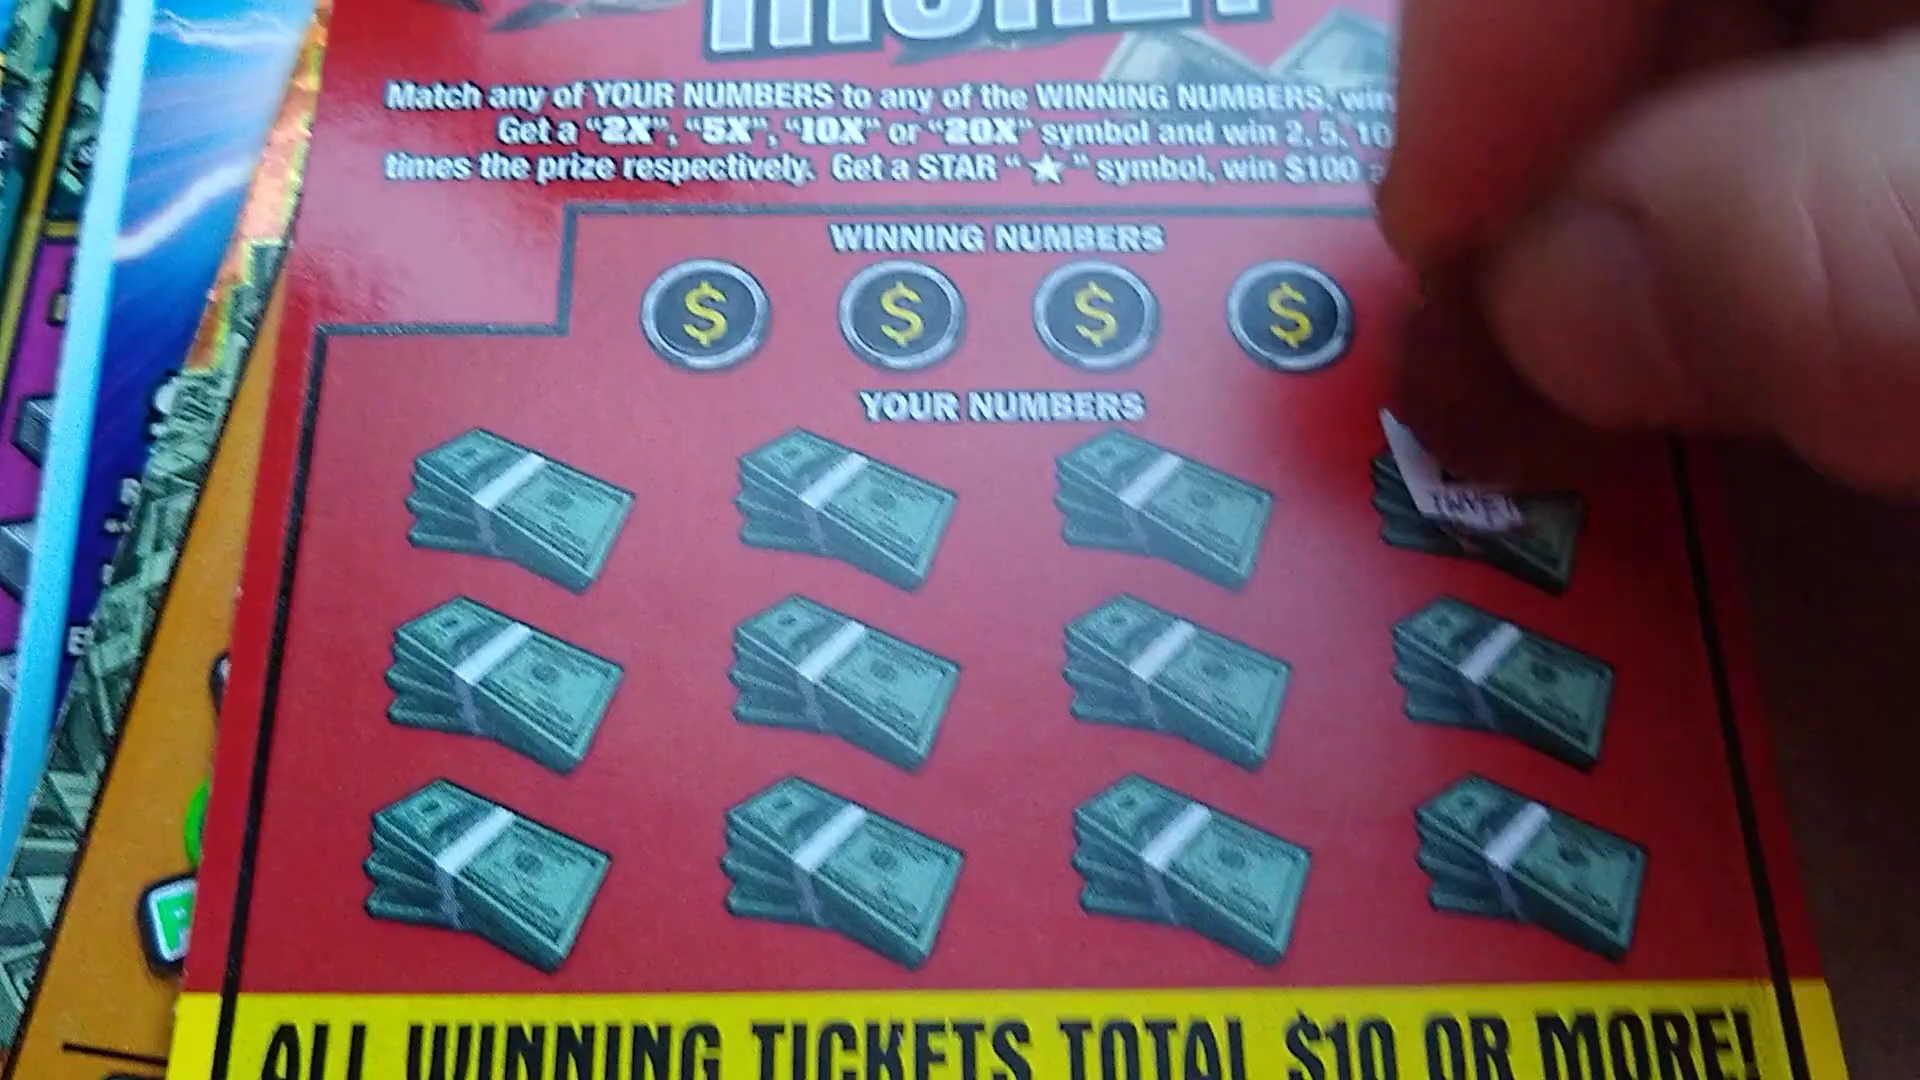 MONEY
Match any of YOUR NUMBERS to any of the WINNING NUMBERS, win
Get a "2X", "5X", "10X" or "20X" symbol and win 2, 5, 10
times the prize respectively. Get a STAR "★" symbol, win $100
WINNING NUMBERS
$ $ $ $
YOUR NUMBERS
ALL WINNING TICKETS TOTAL $10 OR MORE!